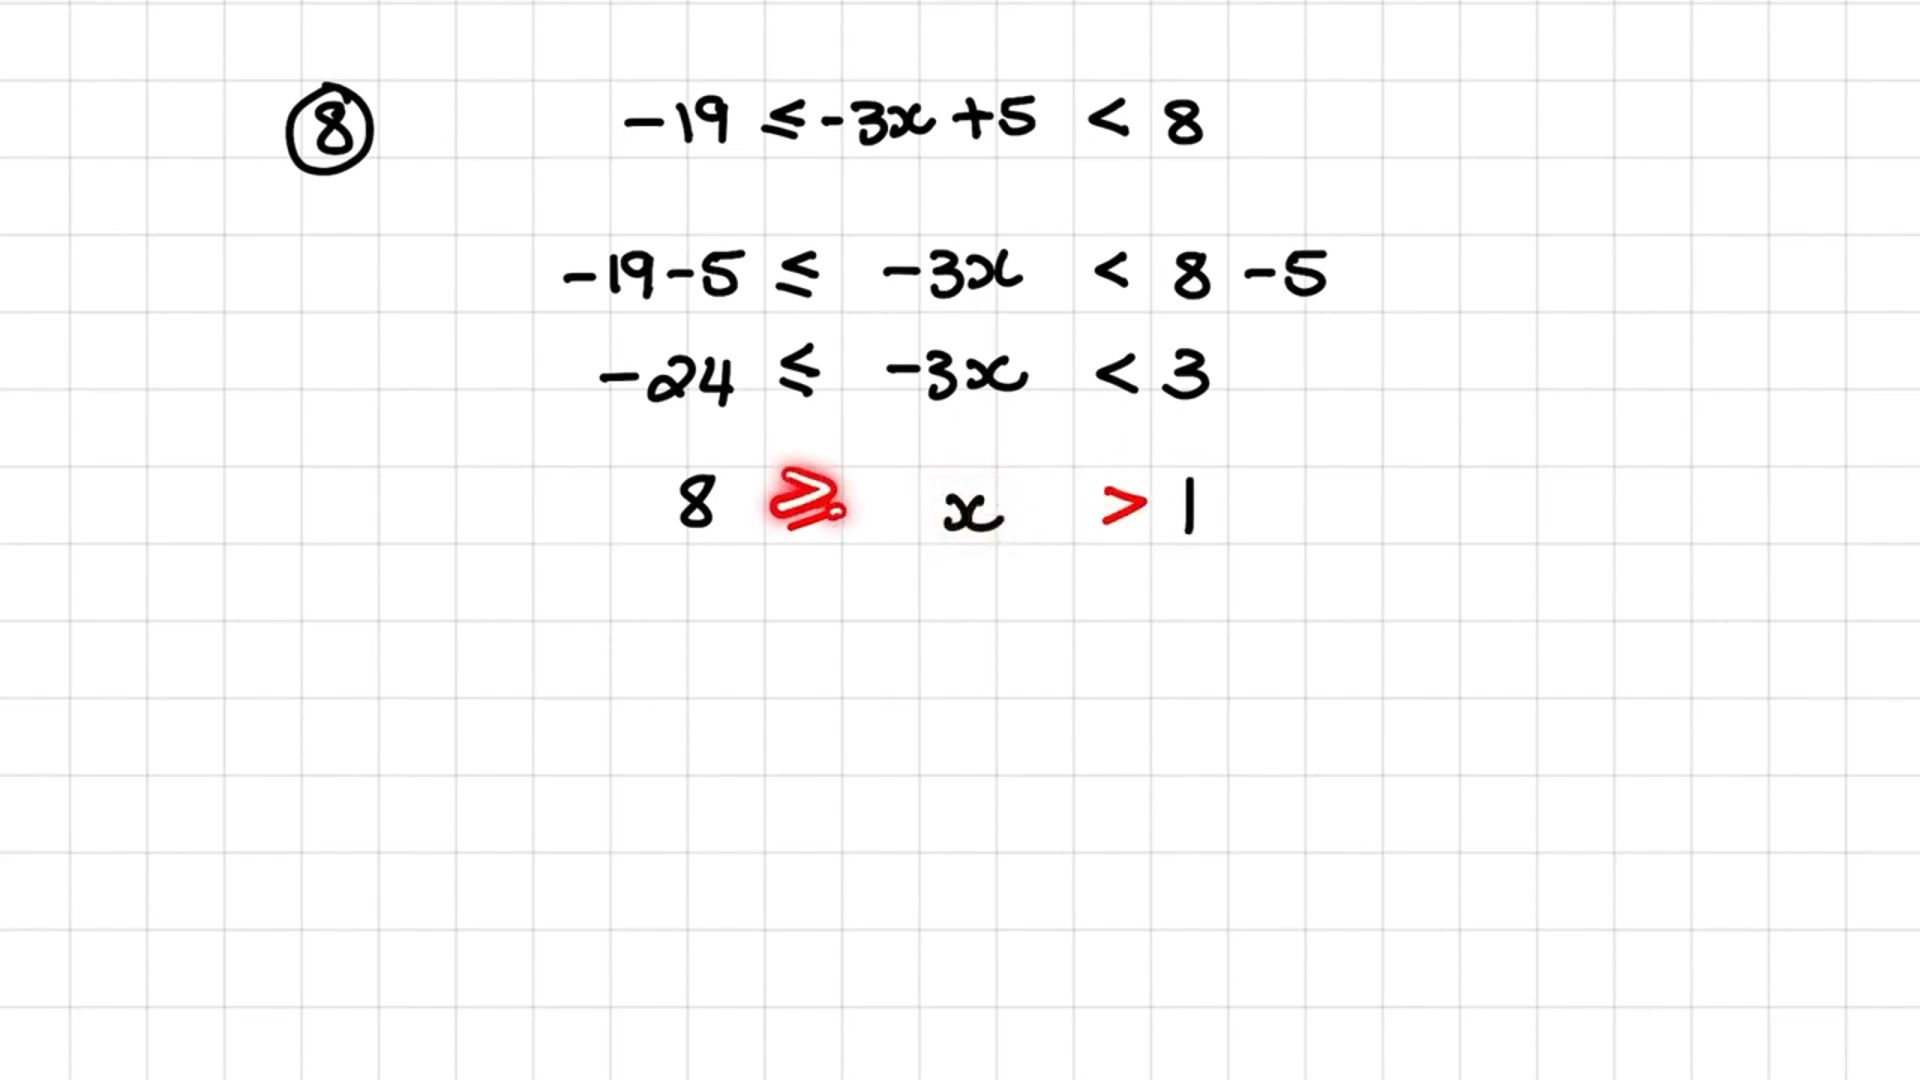 ⑧ -19 ≤ -3x + 5 < 8
-19 - 5 ≤ -3x < 8 - 5
-24 ≤ -3x < 3
8 ≥ x > 1